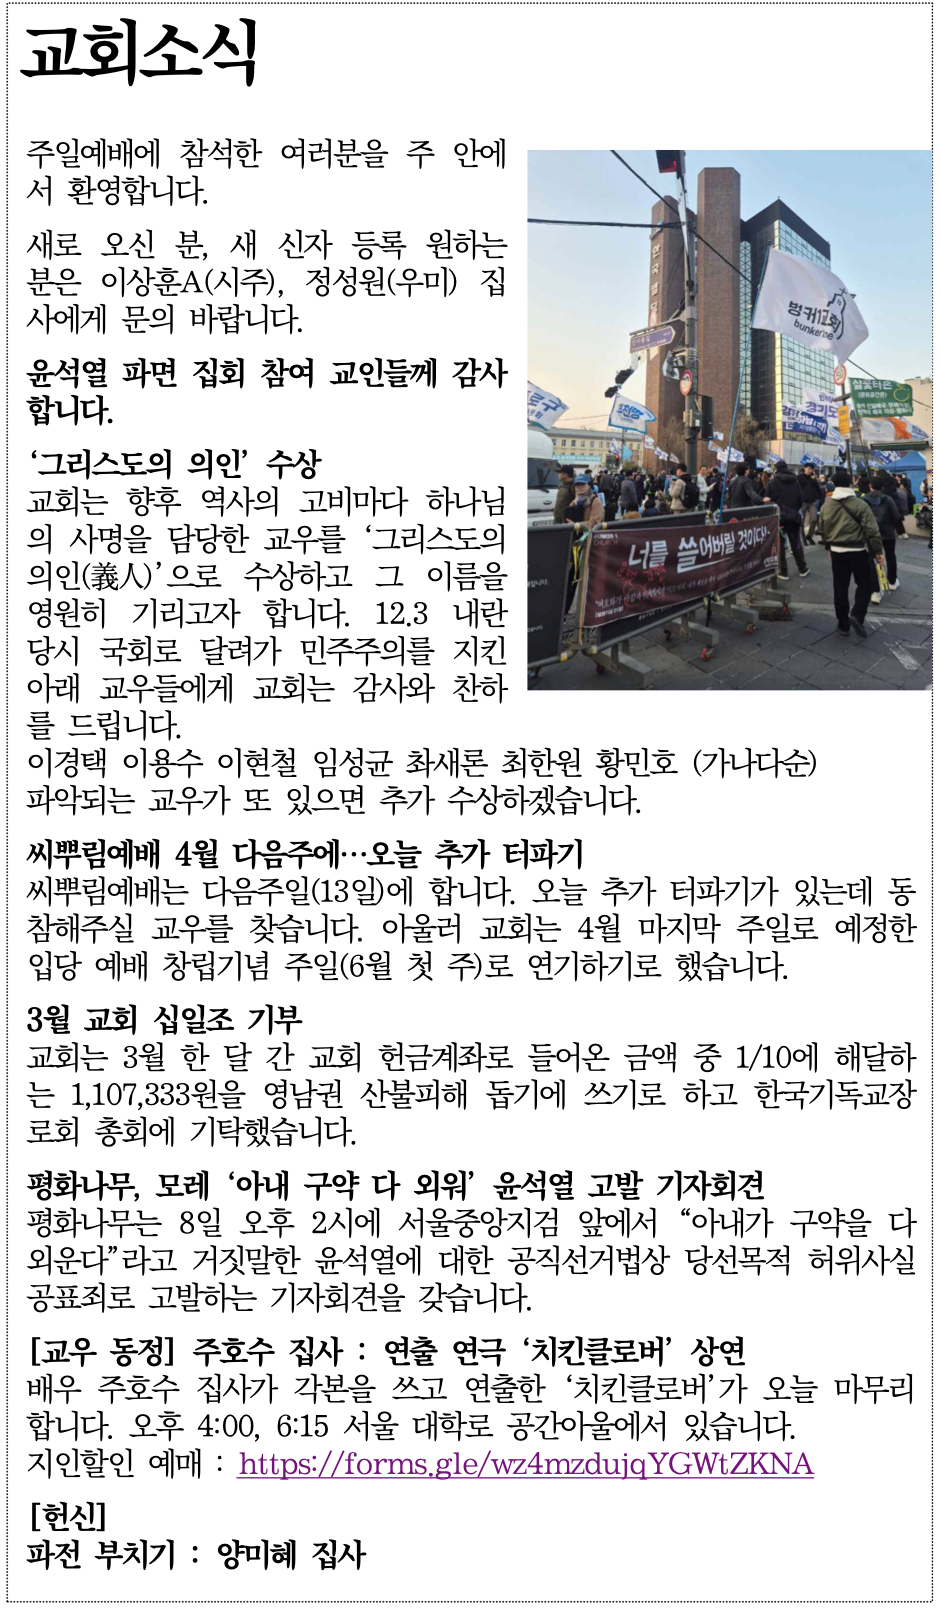 교회소식
주일예배에 참석한 여러분을 주 안에
서 환영합니다.
새로 오신 분, 새 신자 등록 원하는
분은 이상훈A(시주), 정성원(우미) 집
사에게 문의 바랍니다.
윤석열 파면 집회 참여 교인들께 감사
합니다.
‘그리스도의 의인’ 수상
교회는 향후 역사의 고비마다 하나님
의 사명을 담당한 교우를 ‘그리스도의
의인(義人)’으로 수상하고 그 이름을
영원히 기리고자 합니다. 12.3 내란
당시 국회로 달려가 민주주의를 지킨
아래 교우들에게 교회는 감사와 찬하
를 드립니다.
이경택 이용수 이현철 임성균 좌새론 최한원 황민호 (가나다순)
파악되는 교우가 또 있으면 추가 수상하겠습니다.
벙커1교회
bunker1
경기도
살맛터온
너를 쓸어버릴 것이다!
씨뿌림예배 4월 다음주에…오늘 추가 터파기
씨뿌림예배는 다음주일(13일)에 합니다. 오늘 추가 터파기가 있는데 동
참해주실 교우를 찾습니다. 아울러 교회는 4월 마지막 주일로 예정한
입당 예배 창립기념 주일(6월 첫 주)로 연기하기로 했습니다.
3월 교회 십일조 기부
교회는 3월 한 달 간 교회 헌금계좌로 들어온 금액 중 1/10에 해달하
는 1,107,333원을 영남권 산불피해 돕기에 쓰기로 하고 한국기독교장
로회 총회에 기탁했습니다.
평화나무, 모레 ‘아내 구약 다 외워’ 윤석열 고발 기자회견
평화나무는 8일 오후 2시에 서울중앙지검 앞에서 “아내가 구약을 다
외운다”라고 거짓말한 윤석열에 대한 공직선거법상 당선목적 허위사실
공표죄로 고발하는 기자회견을 갖습니다.
[교우 동정] 주호수 집사 : 연출 연극 ‘치킨클로버’ 상연
배우 주호수 집사가 각본을 쓰고 연출한 ‘치킨클로버’가 오늘 마무리
합니다. 오후 4:00, 6:15 서울 대학로 공간아울에서 있습니다.
지인할인 예매 : https://forms.gle/wz4mzdujqYGWtZKNA
[헌신]
파전 부치기 : 양미혜 집사